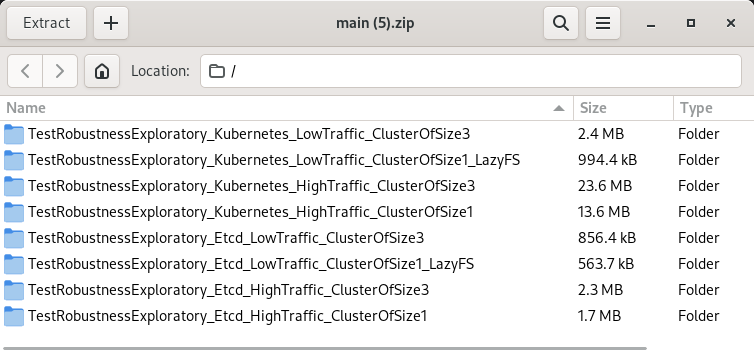 Extract + main (5).zip
Location: /
Name Size Type
TestRobustnessExploratory_Kubernetes_LowTraffic_ClusterOfSize3 2.4 MB Folder
TestRobustnessExploratory_Kubernetes_LowTraffic_ClusterOfSize1_LazyFS 994.4 kB Folder
TestRobustnessExploratory_Kubernetes_HighTraffic_ClusterOfSize3 23.6 MB Folder
TestRobustnessExploratory_Kubernetes_HighTraffic_ClusterOfSize1 13.6 MB Folder
TestRobustnessExploratory_Etcd_LowTraffic_ClusterOfSize3 856.4 kB Folder
TestRobustnessExploratory_Etcd_LowTraffic_ClusterOfSize1_LazyFS 563.7 kB Folder
TestRobustnessExploratory_Etcd_HighTraffic_ClusterOfSize3 2.3 MB Folder
TestRobustnessExploratory_Etcd_HighTraffic_ClusterOfSize1 1.7 MB Folder